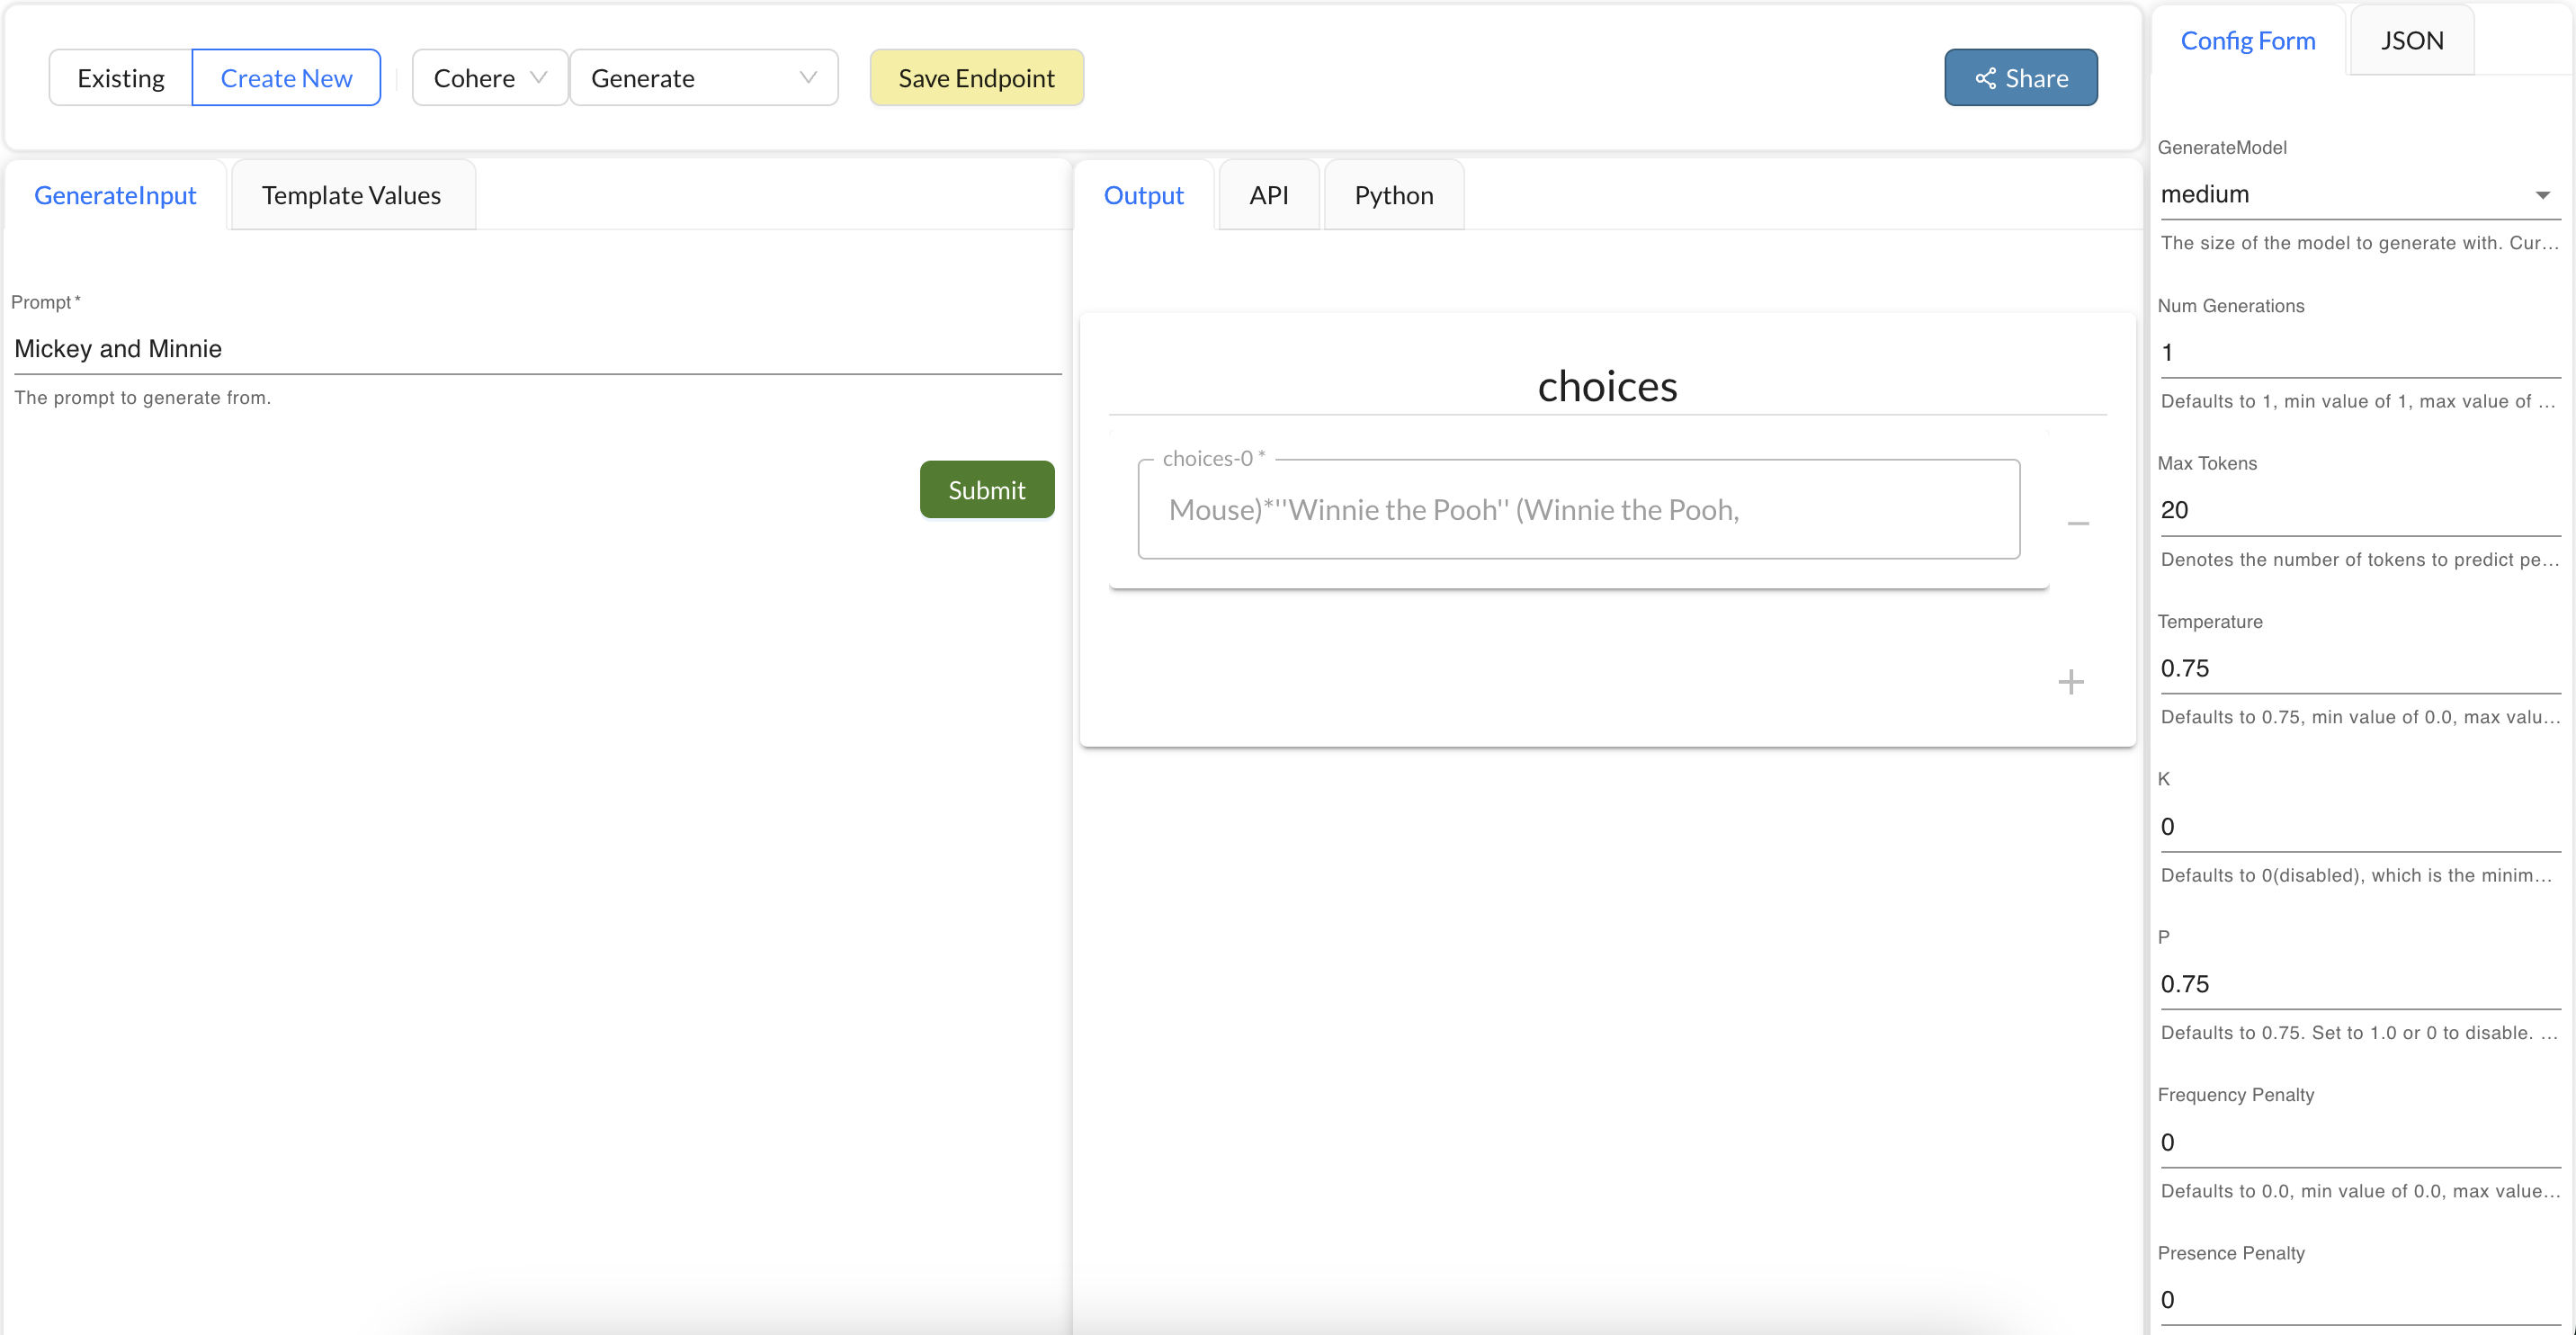 Existing
Create New
Cohere
Generate
Save Endpoint
Share
GenerateInput
Template Values
Prompt *
Mickey and Minnie
The prompt to generate from.
Submit
Output
API
Python
choices
choices-0 *
Mouse)*''Winnie the Pooh'' (Winnie the Pooh,
Config Form
JSON
GenerateModel
medium
The size of the model to generate with. Cur...
Num Generations
1
Defaults to 1, min value of 1, max value of ...
Max Tokens
20
Denotes the number of tokens to predict pe...
Temperature
0.75
Defaults to 0.75, min value of 0.0, max valu...
K
0
Defaults to 0(disabled), which is the minim...
P
0.75
Defaults to 0.75. Set to 1.0 or 0 to disable. ...
Frequency Penalty
0
Defaults to 0.0, min value of 0.0, max value...
Presence Penalty
0